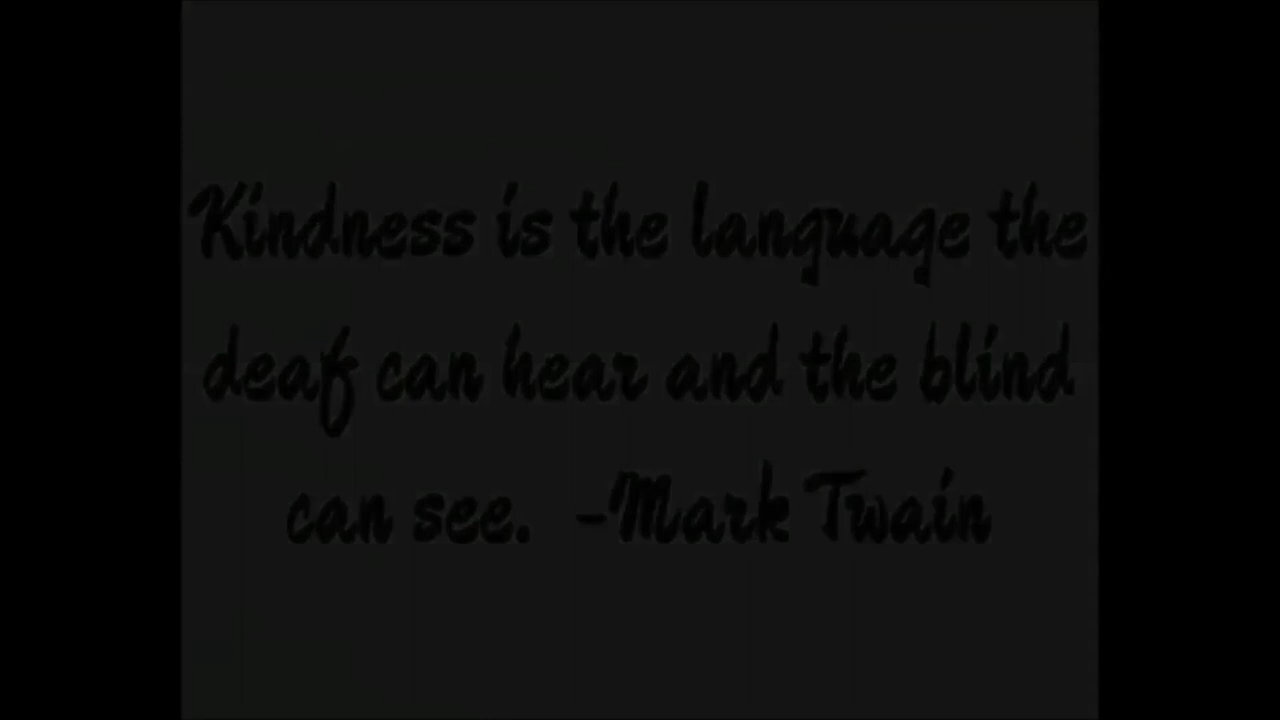 Kindness is the language the
deaf can hear and the blind
can see. -Mark Twain